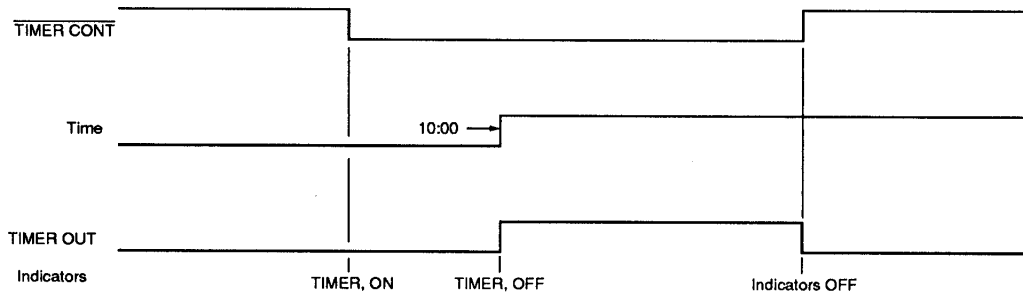 TIMER CONT
Time
10:00
TIMER OUT
Indicators
TIMER, ON
TIMER, OFF
Indicators OFF